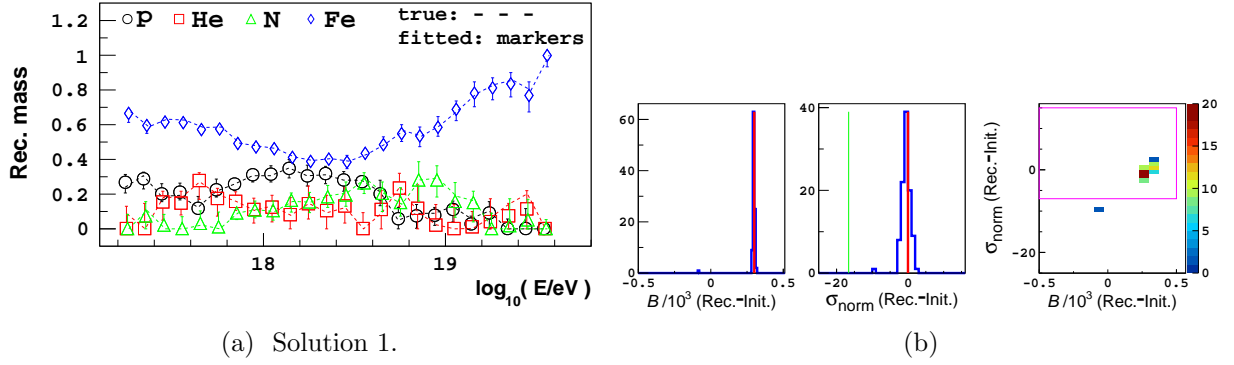 p He N Fe
true: - - -
fitted: markers
Rec. mass
1.2
1
0.8
0.6
0.4
0.2
0
18 19
log10( E/eV )
(a) Solution 1.
60
40
20
0
−0.5 0 0.5
B /10^3 (Rec.−Init.)
40
20
0
−20 0
σnorm (Rec.−Init.)
σnorm (Rec.−Init.)
0
−25
−0.5 0 0.5
B /10^3 (Rec.−Init.)
20
15
10
5
0
(b)